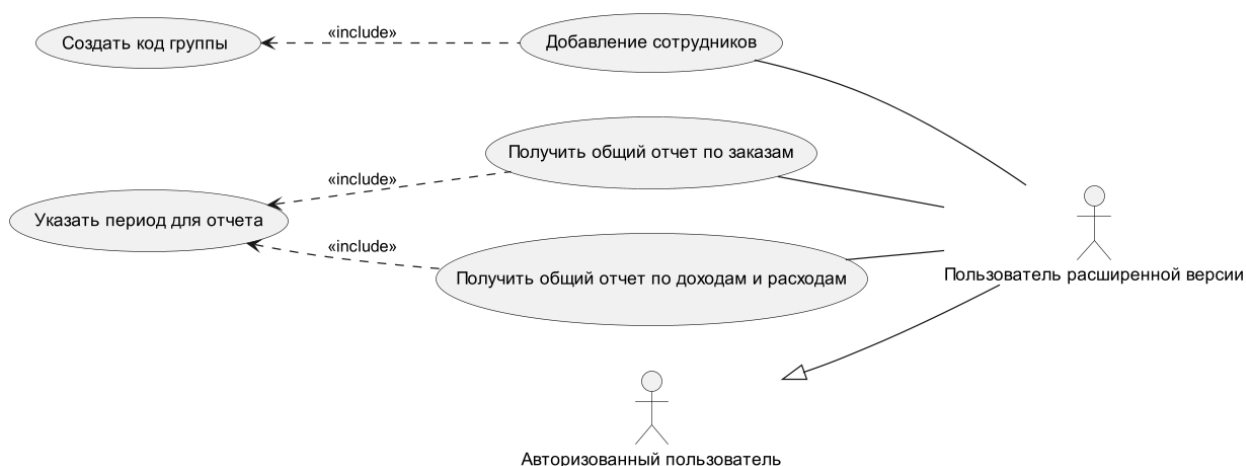 «include»
Создать код группы
Добавление сотрудников
Получить общий отчет по заказам
«include»
Указать период для отчета
«include»
Получить общий отчет по доходам и расходам
Пользователь расширенной версии
Авторизованный пользователь